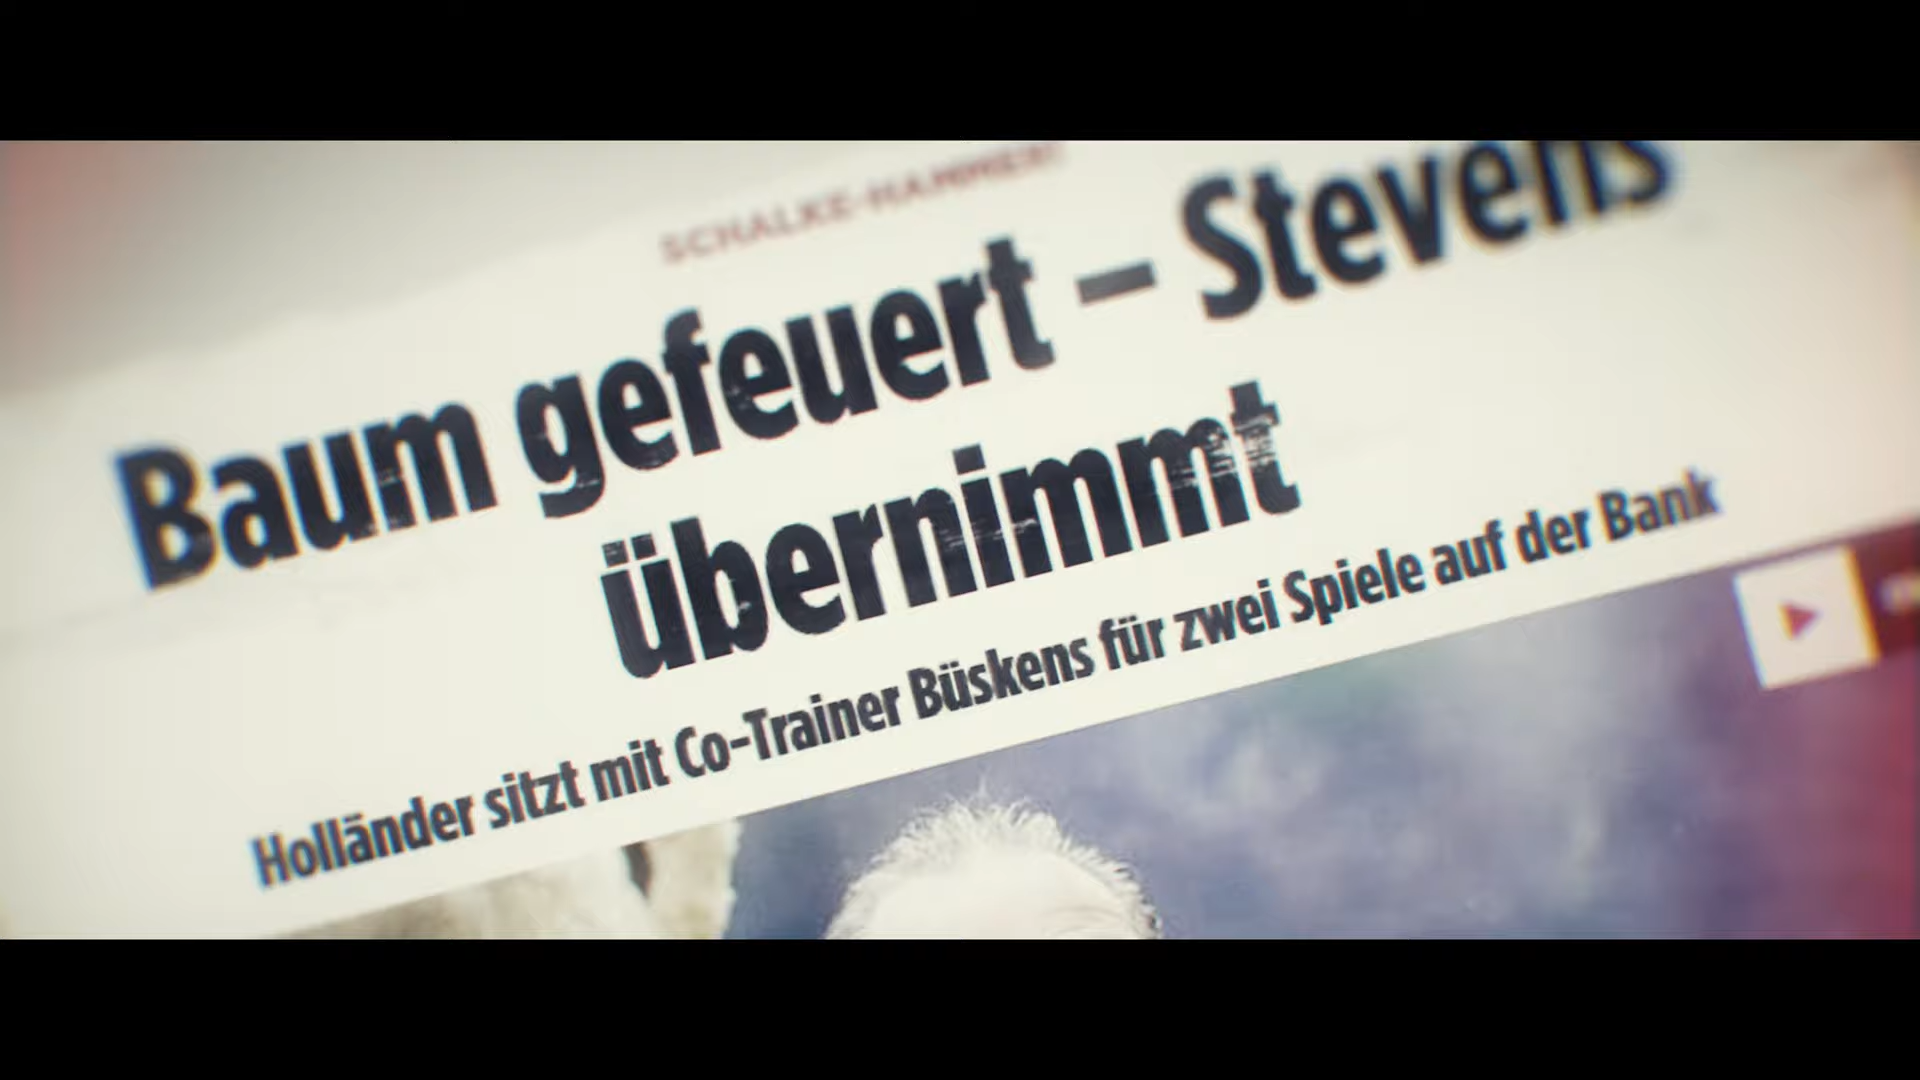 SCHALKE-HAMMER!
Baum gefeuert – Stevens
übernimmt
Holländer sitzt mit Co-Trainer Büskens für zwei Spiele auf der Bank